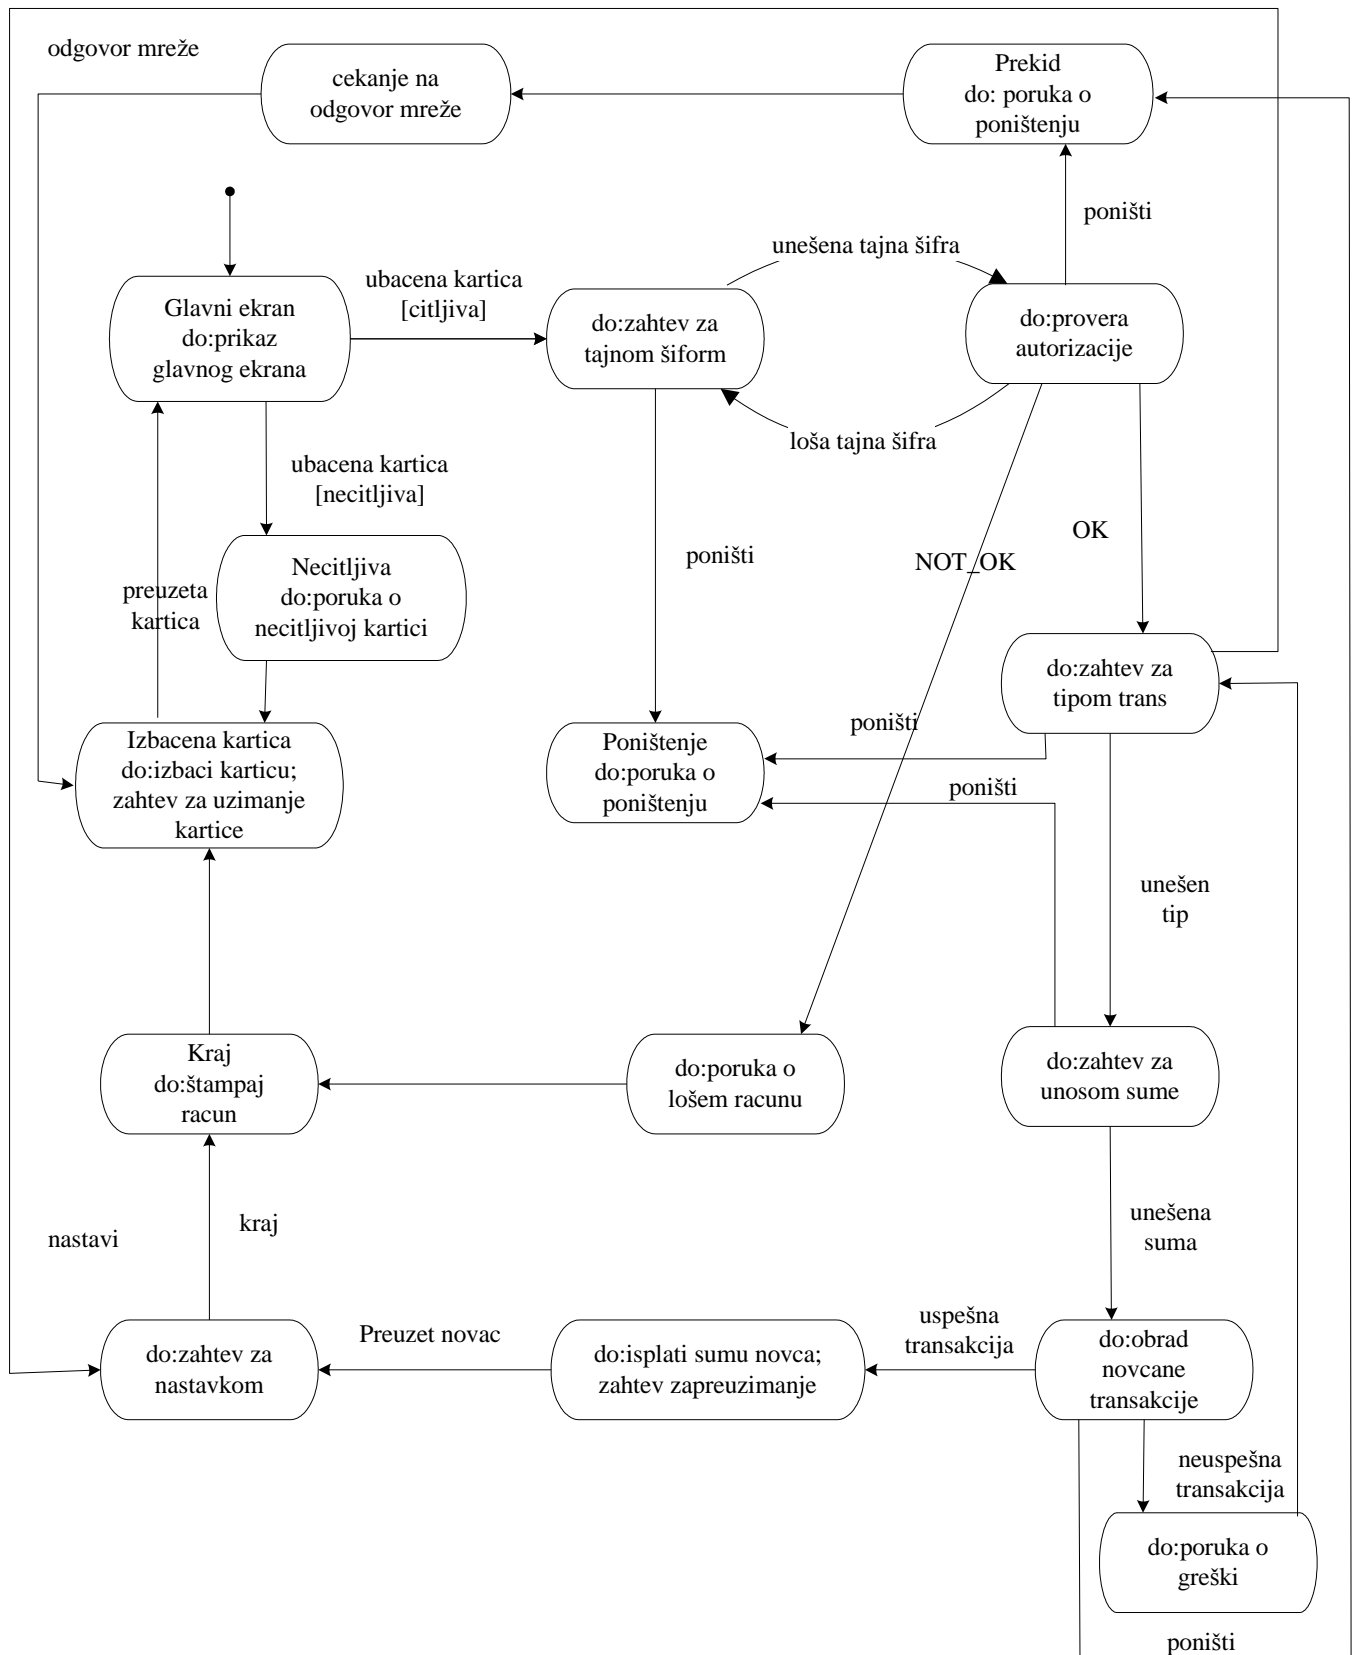 odgovor mreže
cekanje na
odgovor mreže
Prekid
do: poruka o
poništenju
poništi
unešena tajna šifra
ubacena kartica
[citljiva]
Glavni ekran
do:prikaz
glavnog ekrana
do:zahtev za
tajnom šiform
do:provera
autorizacije
loša tajna šifra
ubacena kartica
[necitljiva]
OK
poništi
NOT_OK
preuzeta
kartica
Necitljiva
do:poruka o
necitljivoj kartici
do:zahtev za
tipom trans
poništi
Izbacena kartica
do:izbaci karticu;
zahtev za uzimanje
kartice
Poništenje
do:poruka o
poništenju
poništi
unešen
tip
Kraj
do:štampaj
racun
do:poruka o
lošem racunu
do:zahtev za
unosom sume
nastavi
kraj
unešena
suma
Preuzet novac
uspešna
transakcija
do:zahtev za
nastavkom
do:isplati sumu novca;
zahtev zapreuzimanje
do:obrad
novcane
transakcije
neuspešna
transakcija
do:poruka o
greški
poništi